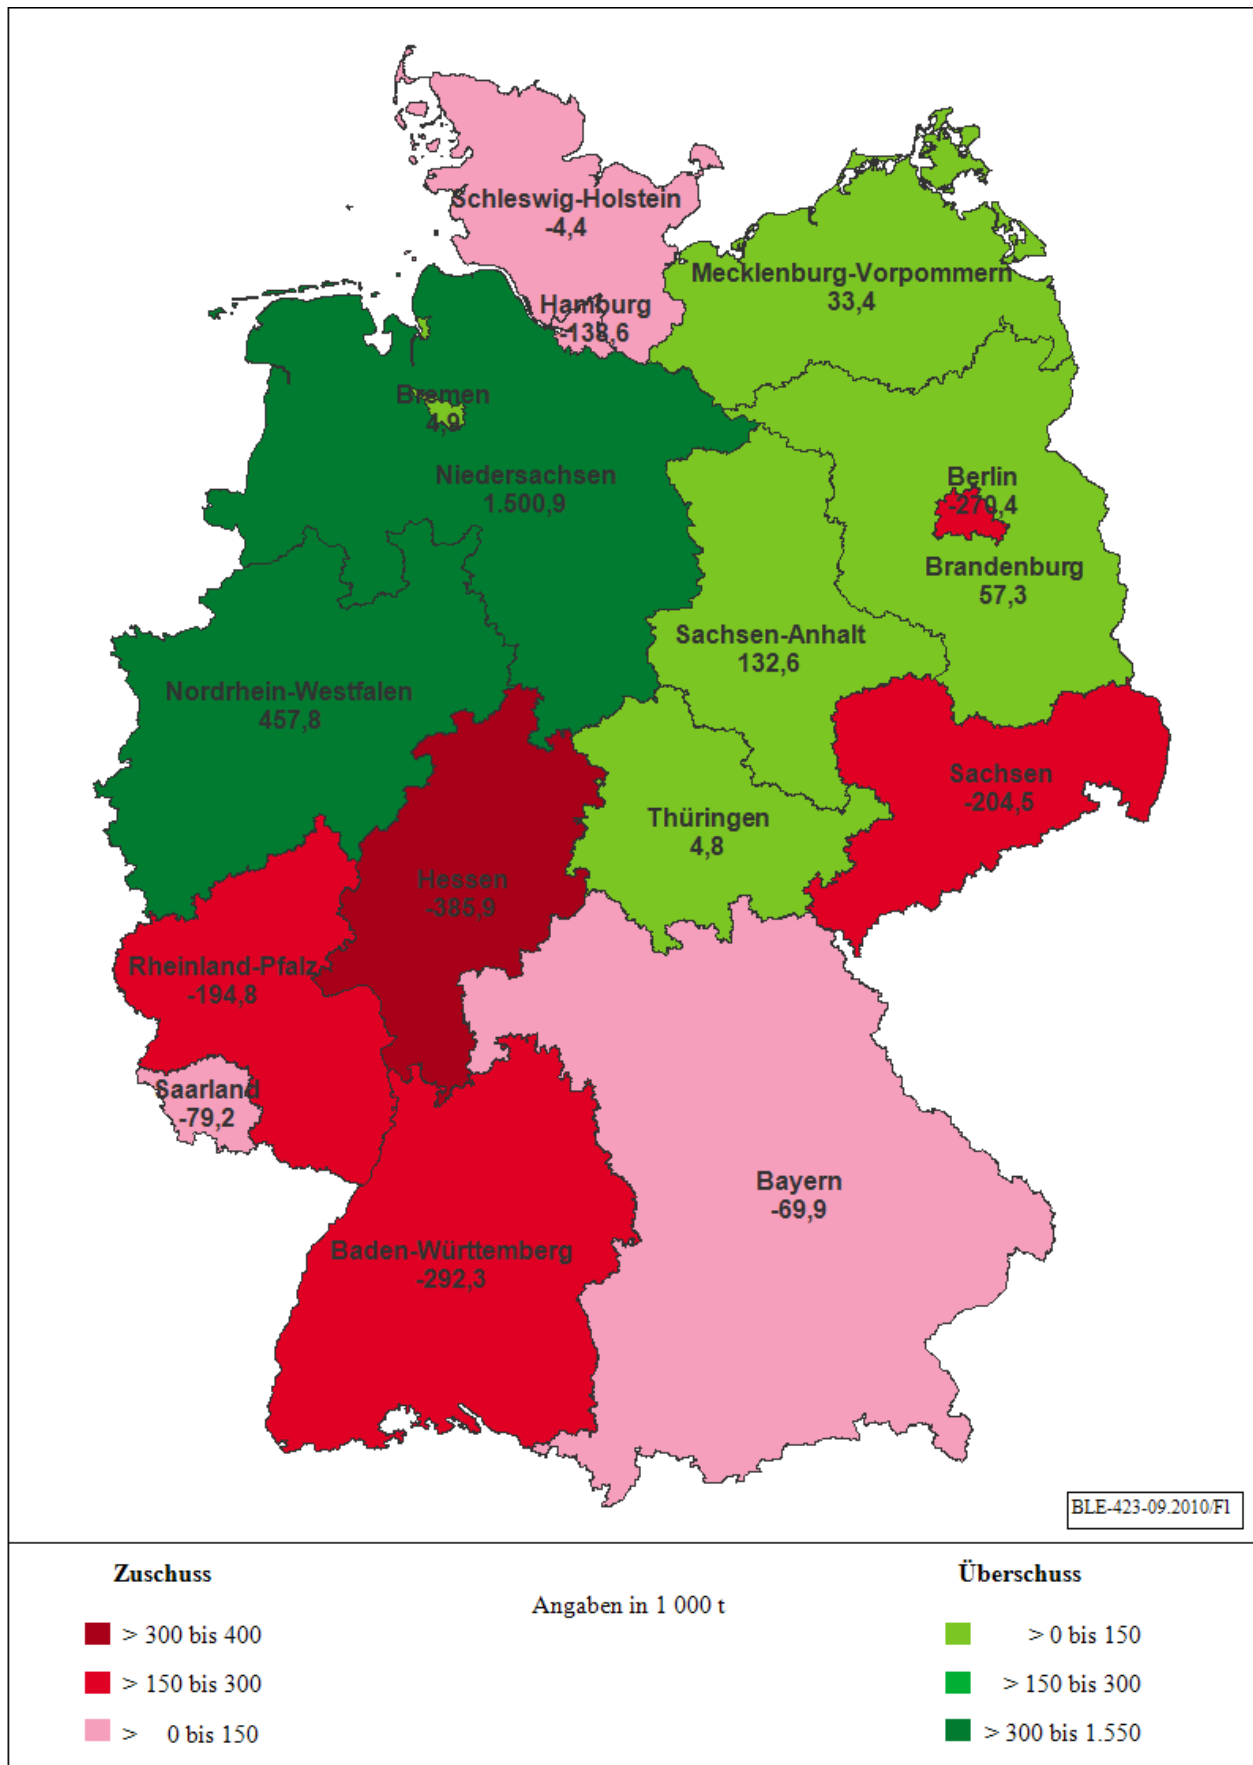 Schleswig-Holstein
-4,4
Mecklenburg-Vorpommern
33,4
Hamburg
-138,6
Bremen
4,9
Niedersachsen
1.500,9
Berlin
-270,4
Brandenburg
57,3
Sachsen-Anhalt
132,6
Nordrhein-Westfalen
457,8
Sachsen
-204,5
Thüringen
4,8
Hessen
-385,9
Rheinland-Pfalz
-194,8
Saarland
-79,2
Bayern
-69,9
Baden-Württemberg
-292,3
BLE-423-09.2010/Fl
Zuschuss
> 300 bis 400
> 150 bis 300
> 0 bis 150
Angaben in 1 000 t
Überschuss
> 0 bis 150
> 150 bis 300
> 300 bis 1.550